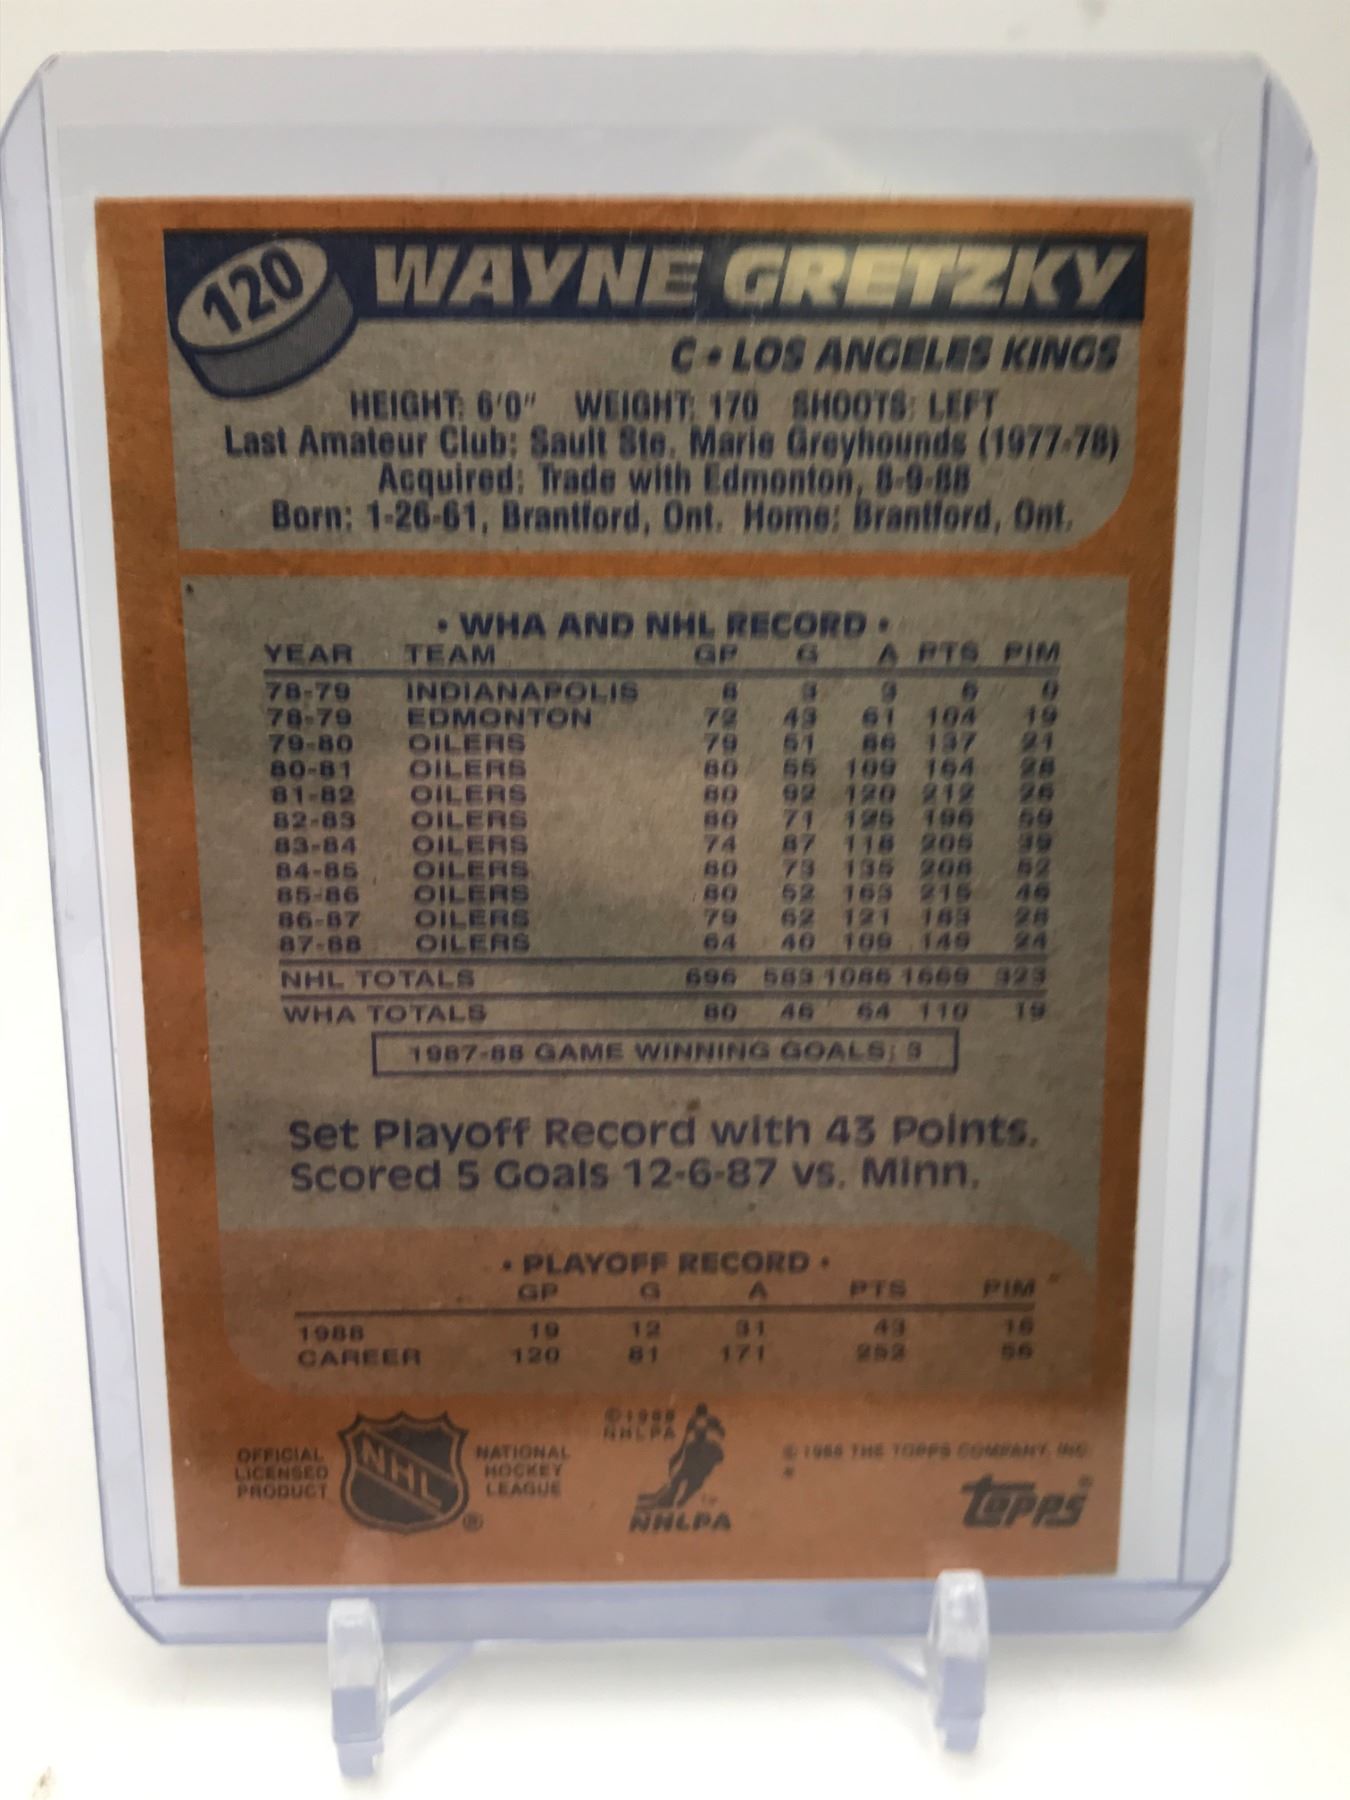 120
WAYNE GRETZKY
C • LOS ANGELES KINGS
HEIGHT: 6'0" WEIGHT: 170 SHOOTS: LEFT
Last Amateur Club: Sault Ste. Marie Greyhounds (1977-78)
Acquired: Trade with Edmonton, 8-9-88
Born: 1-26-61, Brantford, Ont. Home: Brantford, Ont.
• WHA AND NHL RECORD •
YEAR TEAM GP G A PTS PIM
78-79 INDIANAPOLIS 8 3 3 6 0
78-79 EDMONTON 72 43 61 104 19
79-80 OILERS 79 51 86 137 21
80-81 OILERS 80 55 109 164 28
81-82 OILERS 80 92 120 212 26
82-83 OILERS 80 71 125 196 59
83-84 OILERS 74 87 118 205 39
84-85 OILERS 80 73 135 208 52
85-86 OILERS 80 52 163 215 46
86-87 OILERS 79 62 121 183 28
87-88 OILERS 64 40 109 149 24
NHL TOTALS 696 583 1086 1669 323
WHA TOTALS 80 46 64 110 19
1987-88 GAME WINNING GOALS: 3
Set Playoff Record with 43 Points.
Scored 5 Goals 12-6-87 vs. Minn.
• PLAYOFF RECORD •
GP G A PTS PIM
1988 19 12 31 43 16
CAREER 120 81 171 252 56
OFFICIAL
LICENSED
PRODUCT
NHL
®
NATIONAL
HOCKEY
LEAGUE
© 1988
NHLPA
NHLPA
© 1988 THE TOPPS COMPANY, INC.
*
topps®